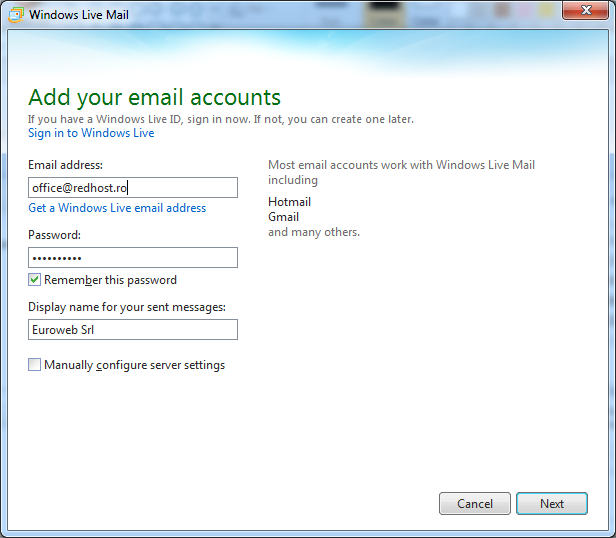 Windows Live Mail
Add your email accounts
If you have a Windows Live ID, sign in now. If not, you can create one later.
Sign in to Windows Live
Email address:
office@redhost.ro
Get a Windows Live email address
Password:
••••••••••
Remember this password
Display name for your sent messages:
Euroweb Srl
Manually configure server settings
Most email accounts work with Windows Live Mail
including
Hotmail
Gmail
and many others.
Cancel
Next